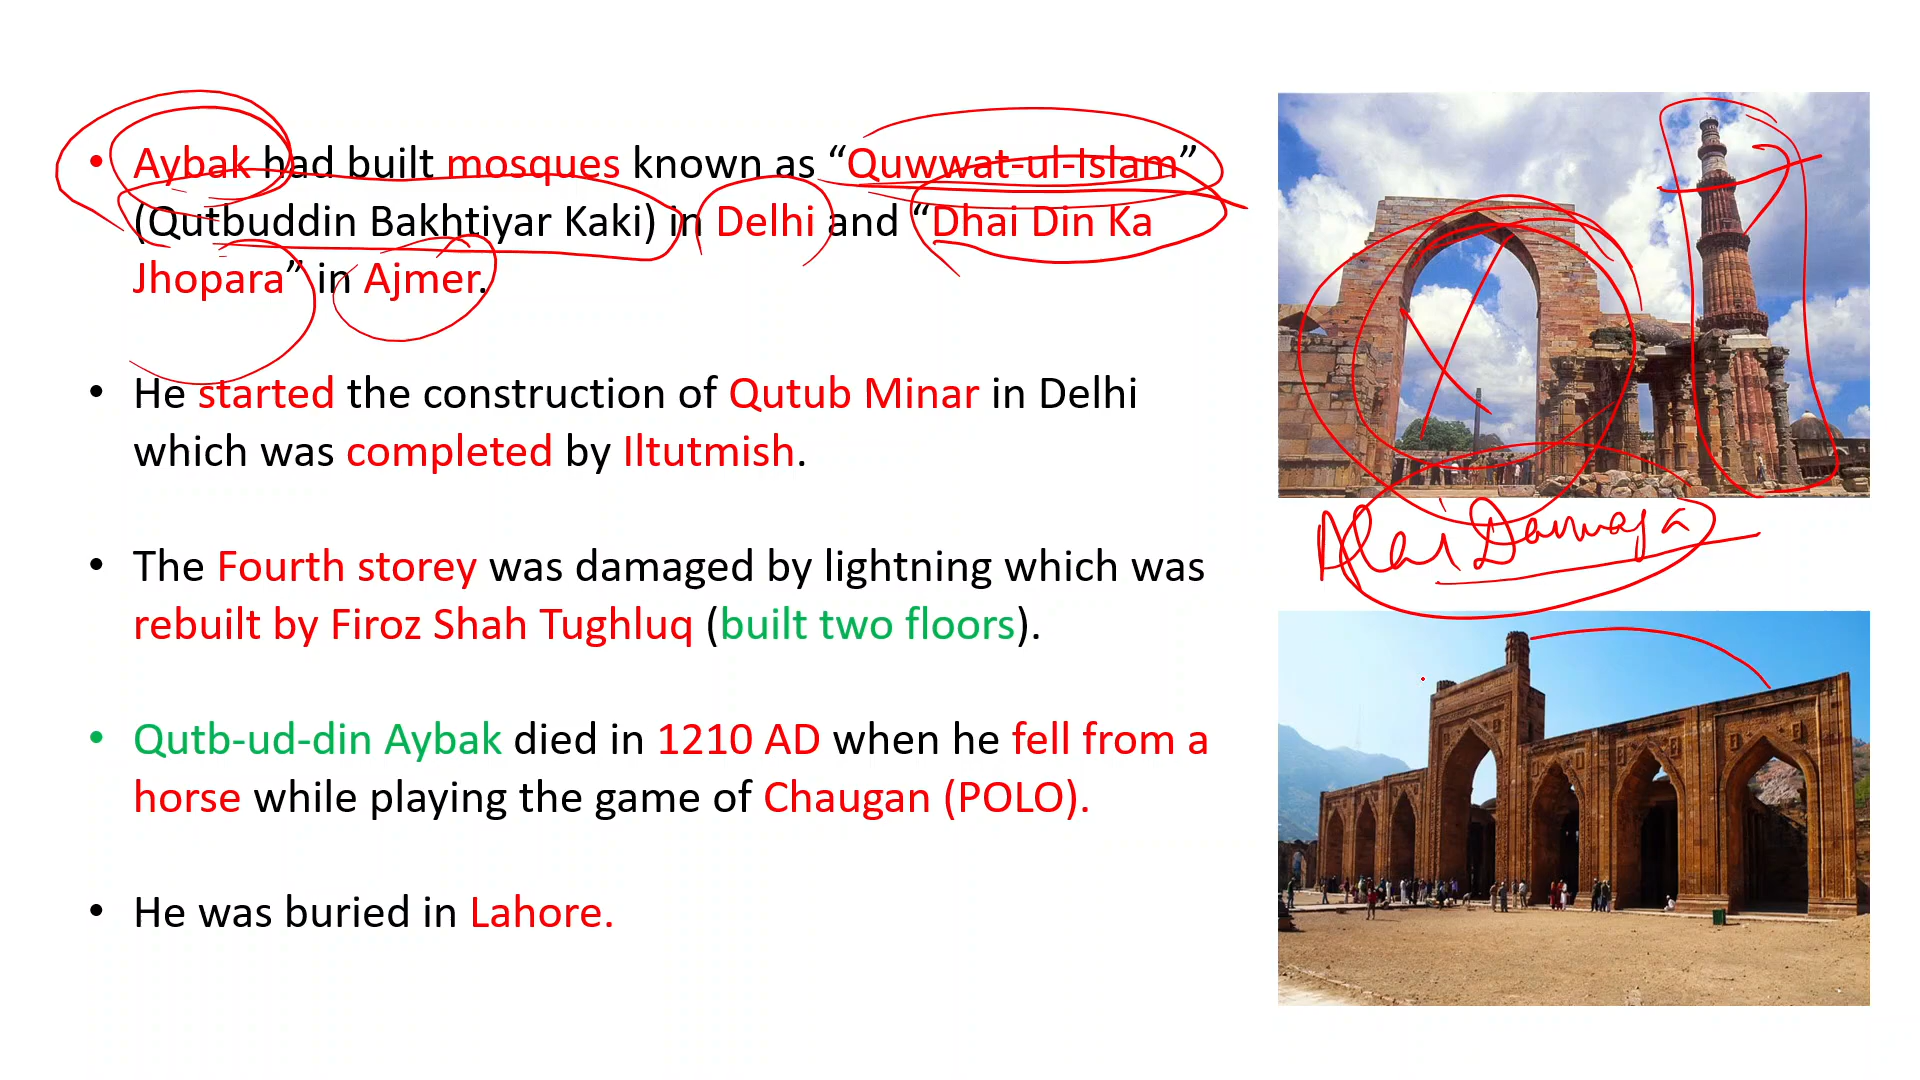 • Aybak had built mosques known as “Quwwat-ul-Islam”
(Qutbuddin Bakhtiyar Kaki) in Delhi and “Dhai Din Ka
Jhopara” in Ajmer.
• He started the construction of Qutub Minar in Delhi
which was completed by Iltutmish.
• The Fourth storey was damaged by lightning which was
rebuilt by Firoz Shah Tughluq (built two floors).
• Qutb-ud-din Aybak died in 1210 AD when he fell from a
horse while playing the game of Chaugan (POLO).
• He was buried in Lahore.
Alai Darwaja